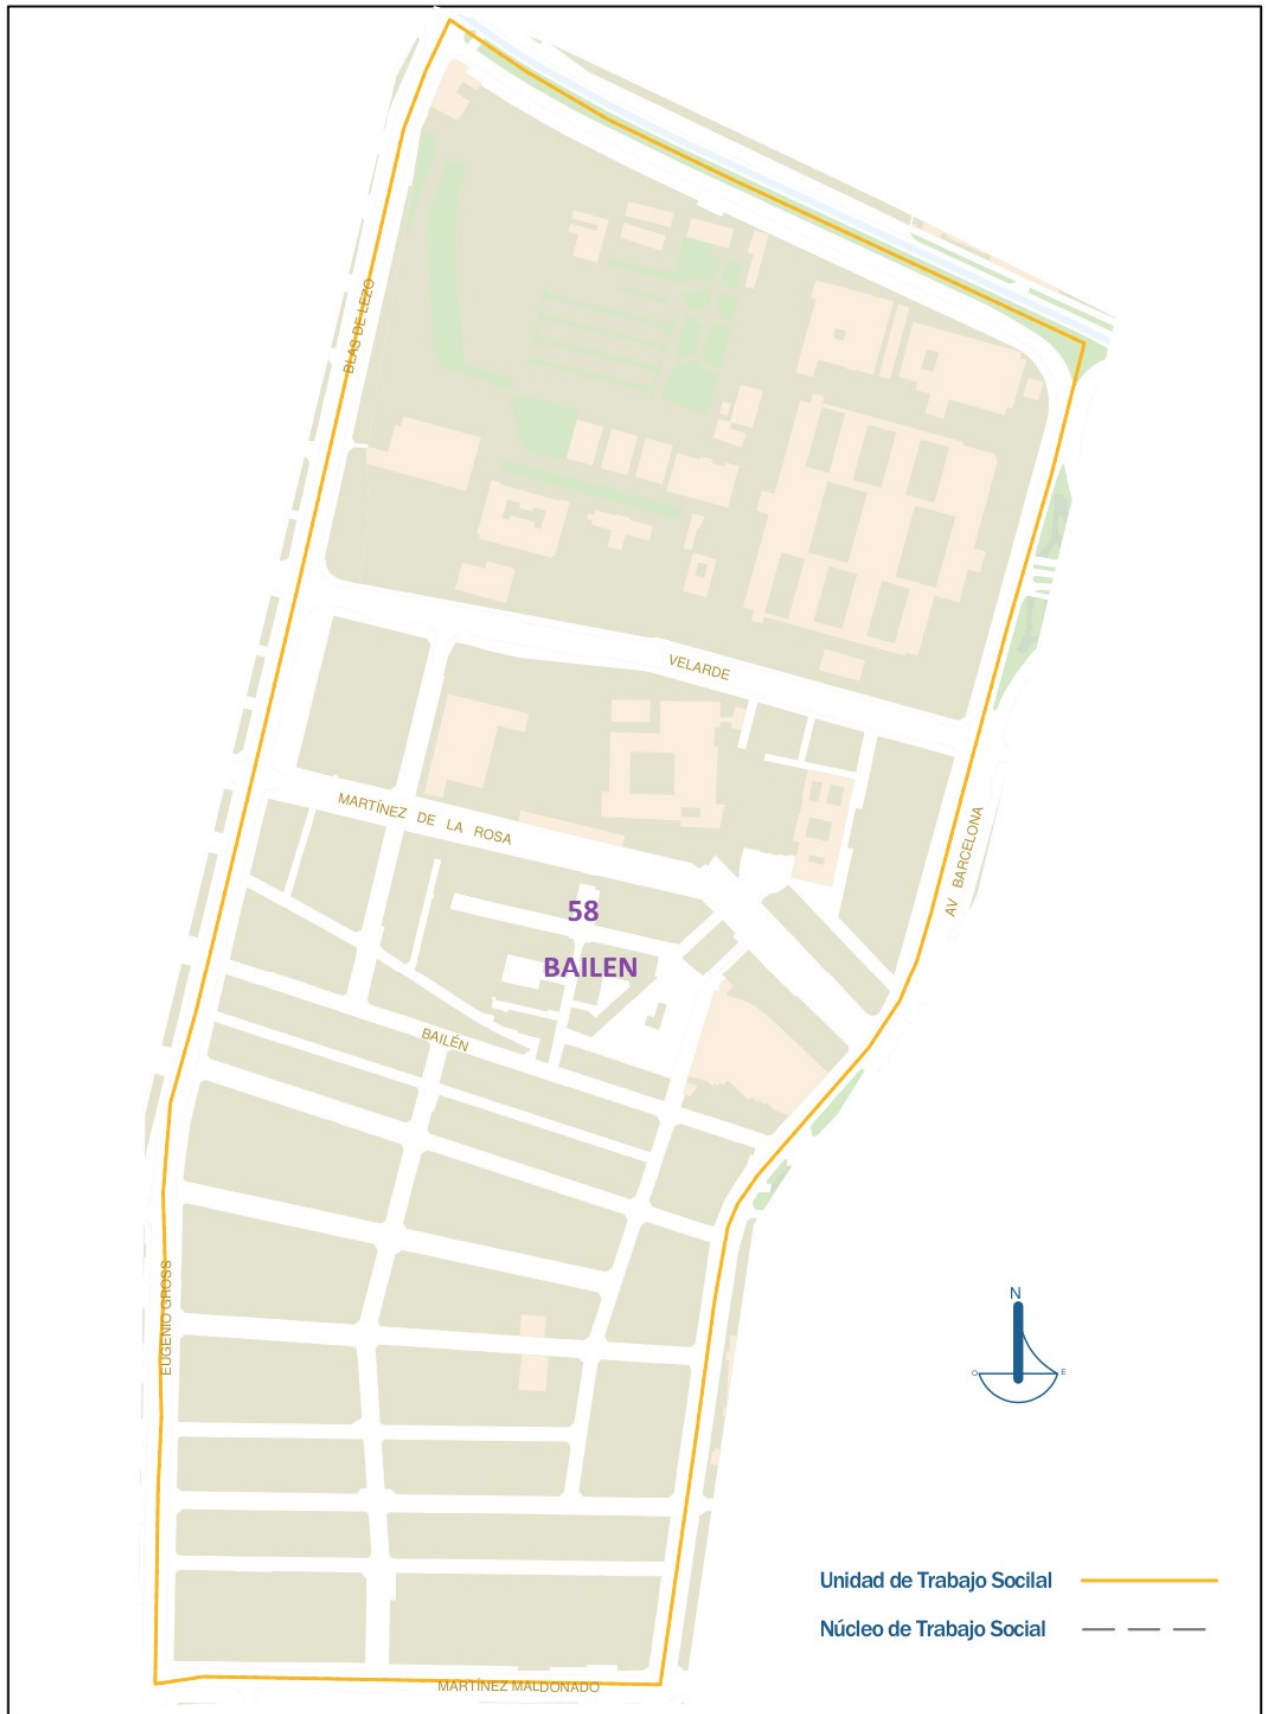 BLAS DE LEZO
VELARDE
MARTÍNEZ DE LA ROSA
AV BARCELONA
58
BAILEN
BAILÉN
EUGENIO GROSS
N
O
E
Unidad de Trabajo Socilal
Núcleo de Trabajo Social
MARTÍNEZ MALDONADO